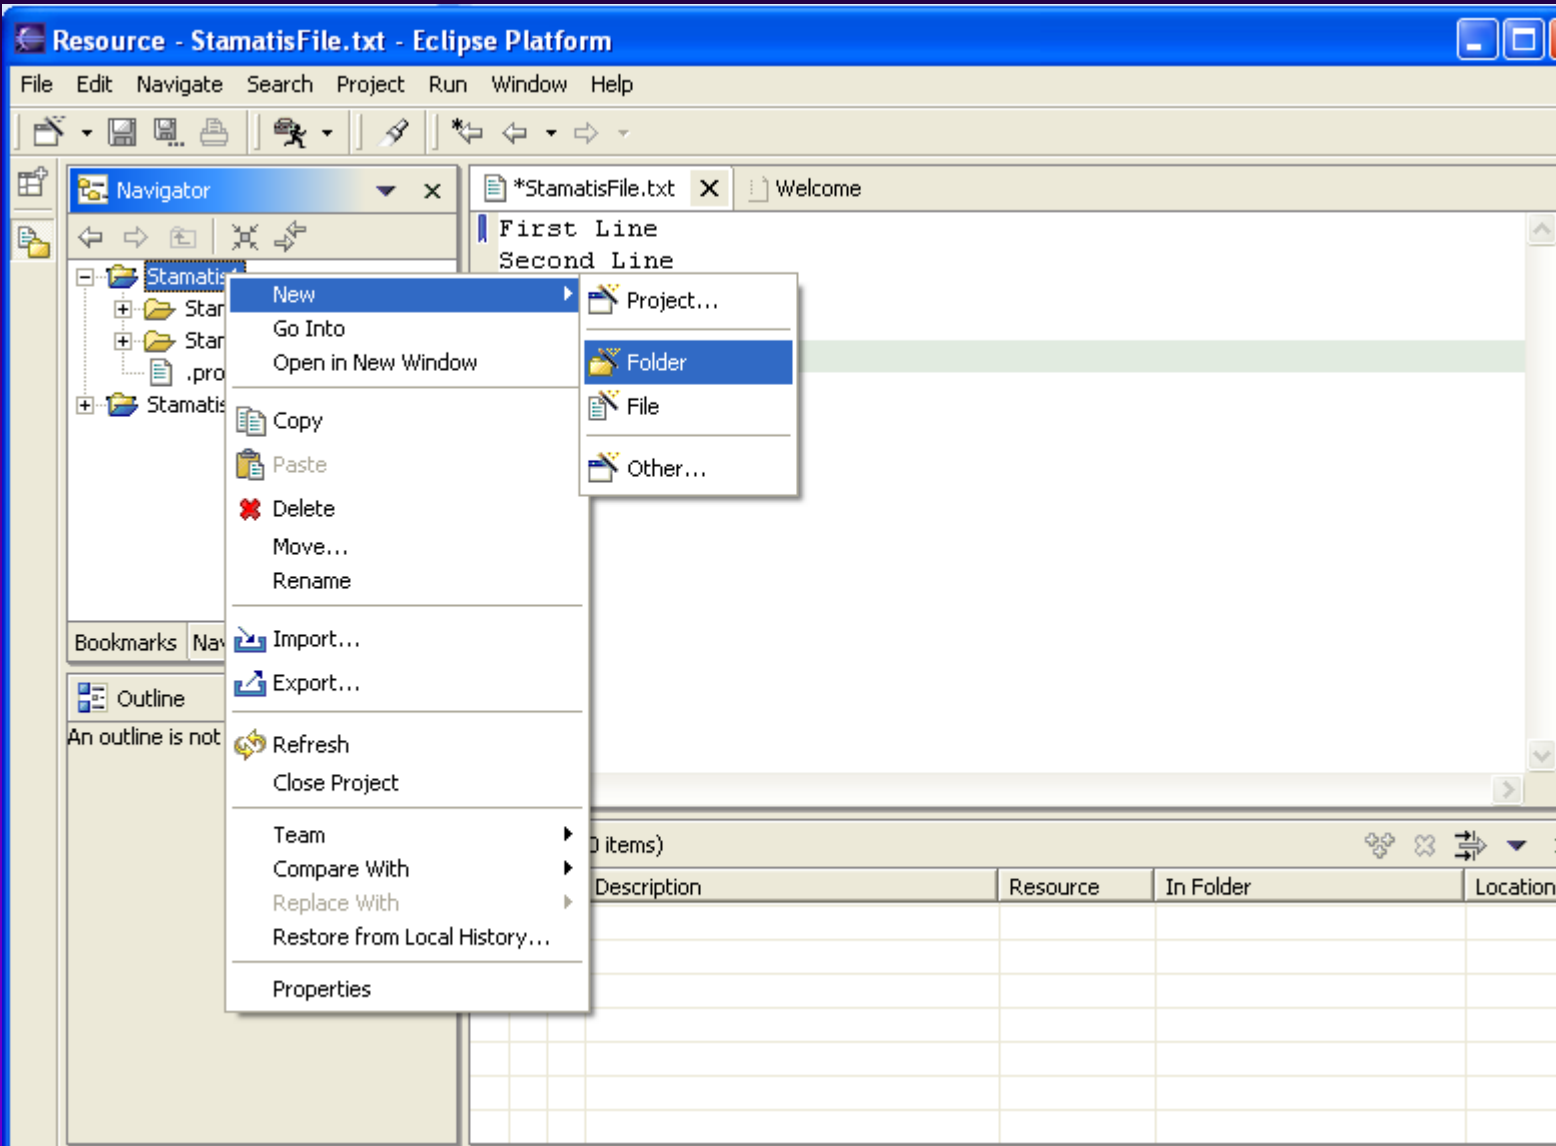 Resource - StamatisFile.txt - Eclipse Platform
File Edit Navigate Search Project Run Window Help
Navigator
*StamatisFile.txt
Welcome
First Line
Second Line
.pro
New
Go Into
Open in New Window
Copy
Paste
Delete
Move...
Rename
Import...
Export...
Refresh
Close Project
Team
Compare With
Replace With
Restore from Local History...
Properties
Project...
Folder
File
Other...
Bookmarks
Outline
An outline is not
items)
Description Resource In Folder Location